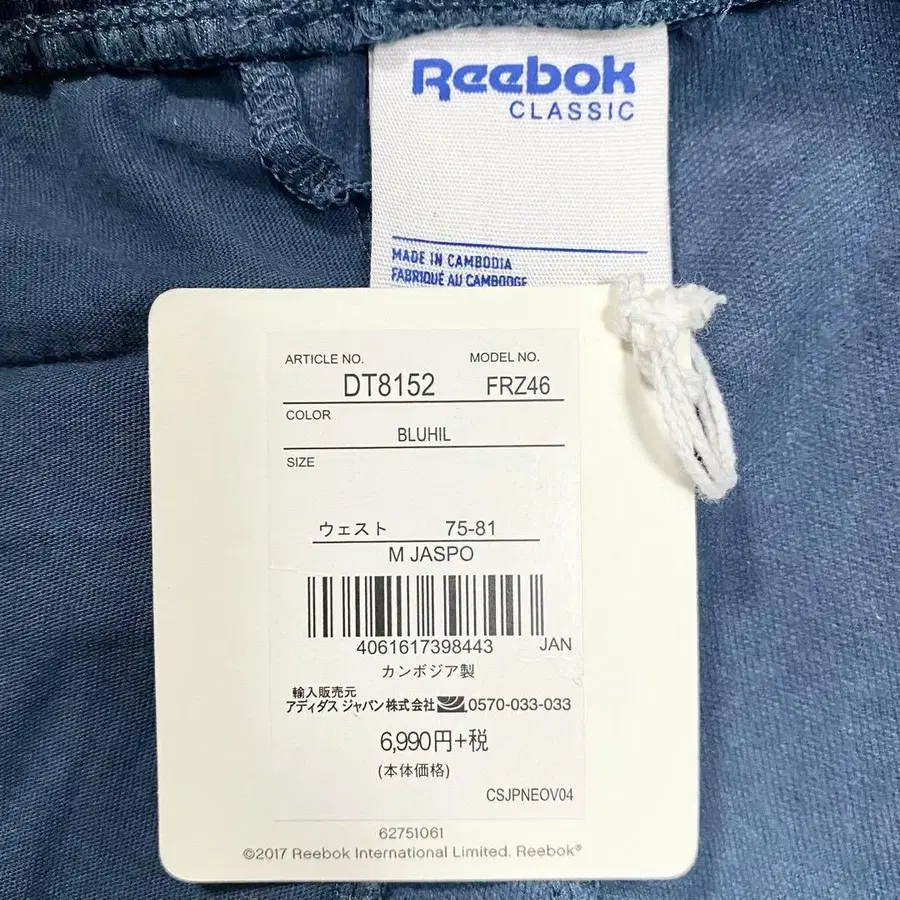 Reebok
CLASSIC
MADE IN CAMBODIA
FABRIQUÉ AU CAMBODGE
ARTICLE NO. MODEL NO.
DT8152 FRZ46
COLOR
BLUHIL
SIZE
ウェスト 75-81
M JASPO
4061617398443 JAN
カンボジア製
輸入販売元
アディダス ジャパン株式会社 0570-033-033
6,990円+税
(本体価格)
CSJPNEOV04
62751061
©2017 Reebok International Limited. Reebok®